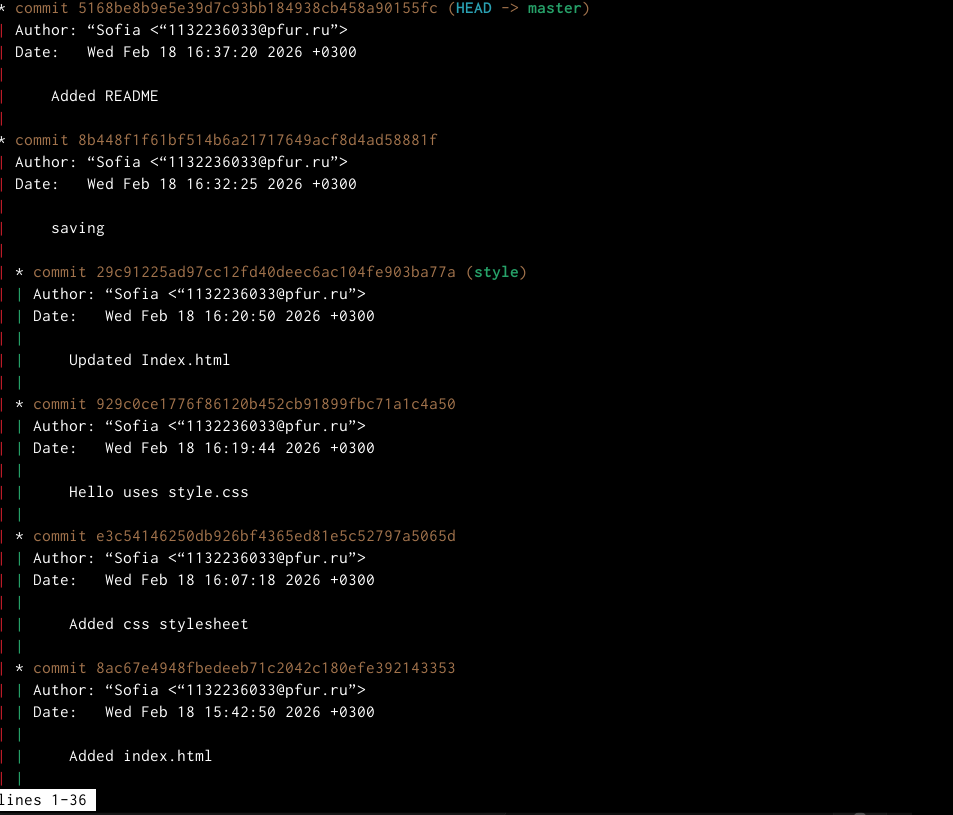 * commit 5168be8b9e5e39d7c93bb184938cb458a90155fc (HEAD -> master)
| Author: “Sofia <“1132236033@pfur.ru”>
| Date:   Wed Feb 18 16:37:20 2026 +0300
|
|     Added README
|
* commit 8b448f1f61bf514b6a21717649acf8d4ad58881f
| Author: “Sofia <“1132236033@pfur.ru”>
| Date:   Wed Feb 18 16:32:25 2026 +0300
|
|     saving
|
| * commit 29c91225ad97cc12fd40deec6ac104fe903ba77a (style)
| | Author: “Sofia <“1132236033@pfur.ru”>
| | Date:   Wed Feb 18 16:20:50 2026 +0300
| |
| |     Updated Index.html
| |
| * commit 929c0ce1776f86120b452cb91899fbc71a1c4a50
| | Author: “Sofia <“1132236033@pfur.ru”>
| | Date:   Wed Feb 18 16:19:44 2026 +0300
| |
| |     Hello uses style.css
| |
| * commit e3c54146250db926bf4365ed81e5c52797a5065d
| | Author: “Sofia <“1132236033@pfur.ru”>
| | Date:   Wed Feb 18 16:07:18 2026 +0300
| |
| |     Added css stylesheet
| |
| * commit 8ac67e4948fbedeeb71c2042c180efe392143353
| | Author: “Sofia <“1132236033@pfur.ru”>
| | Date:   Wed Feb 18 15:42:50 2026 +0300
| |
| |     Added index.html
| |
lines 1-36